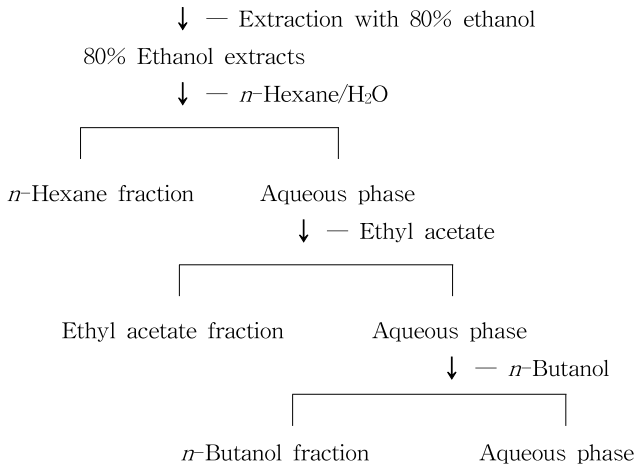 — Extraction with 80% ethanol
80% Ethanol extracts
— n-Hexane/H₂O
n-Hexane fraction Aqueous phase
— Ethyl acetate
Ethyl acetate fraction Aqueous phase
— n-Butanol
n-Butanol fraction Aqueous phase